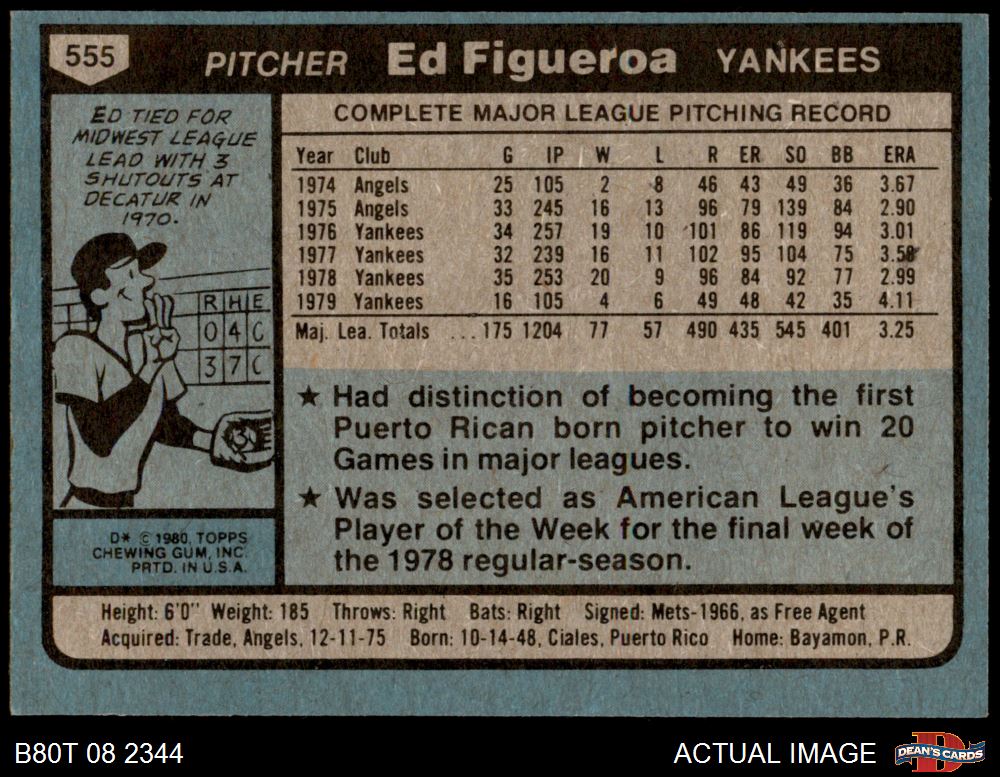 555 PITCHER Ed Figueroa YANKEES
ED TIED FOR
MIDWEST LEAGUE
LEAD WITH 3
SHUTOUTS AT
DECATUR IN
1970.
R H E
0 4 0
3 7 0
D* © 1980, TOPPS
CHEWING GUM, INC.
PRTD. IN U.S.A.
COMPLETE MAJOR LEAGUE PITCHING RECORD
Year Club G IP W L R ER SO BB ERA
1974 Angels 25 105 2 8 46 43 49 36 3.67
1975 Angels 33 245 16 13 96 79 139 84 2.90
1976 Yankees 34 257 19 10 101 86 119 94 3.01
1977 Yankees 32 239 16 11 102 95 104 75 3.58
1978 Yankees 35 253 20 9 96 84 92 77 2.99
1979 Yankees 16 105 4 6 49 48 42 35 4.11
Maj. Lea. Totals ... 175 1204 77 57 490 435 545 401 3.25
★ Had distinction of becoming the first
Puerto Rican born pitcher to win 20
Games in major leagues.
★ Was selected as American League's
Player of the Week for the final week of
the 1978 regular-season.
Height: 6'0" Weight: 185 Throws: Right Bats: Right Signed: Mets-1966, as Free Agent
Acquired: Trade, Angels, 12-11-75 Born: 10-14-48, Ciales, Puerto Rico Home: Bayamon, P.R.
B80T 08 2344 ACTUAL IMAGE D DEAN'S CARDS